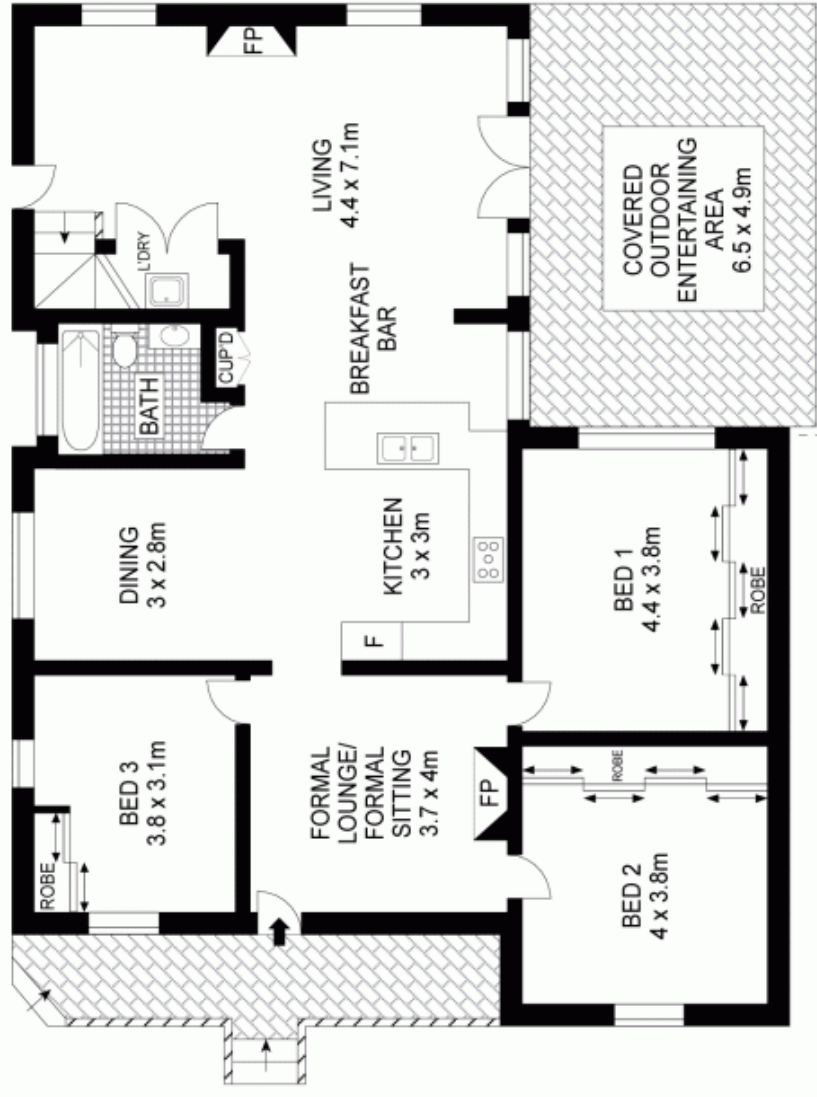 FP
LIVING
4.4 x 7.1m
COVERED
OUTDOOR
ENTERTAINING
AREA
6.5 x 4.9m
L'DRY
BREAKFAST
BAR
CUP'D
BATH
DINING
3 x 2.8m
KITCHEN
3 x 3m
F
BED 1
4.4 x 3.8m
ROBE
BED 3
3.8 x 3.1m
ROBE
FORMAL
LOUNGE/
FORMAL
SITTING
3.7 x 4m
FP
ROBE
BED 2
4 x 3.8m